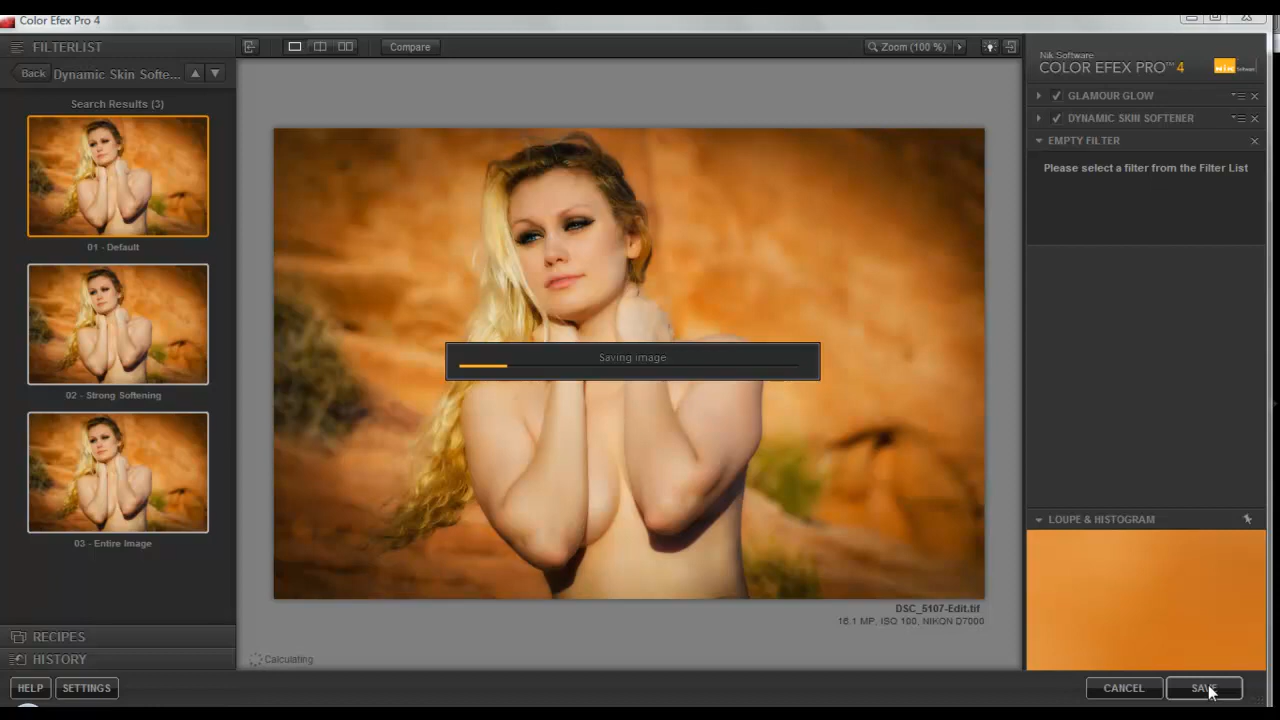 Color Efex Pro 4
FILTERLIST
Compare
Zoom (100 %)
Nik Software
COLOR EFEX PRO™ 4
Nik Software
Back
Dynamic Skin Softe...
Search Results (3)
GLAMOUR GLOW
DYNAMIC SKIN SOFTENER
EMPTY FILTER
Please select a filter from the Filter List
01 - Default
Saving image
02 - Strong Softening
LOUPE & HISTOGRAM
03 - Entire Image
DSC_5107-Edit.tif
16.1 MP, ISO 100, NIKON D7000
RECIPES
HISTORY
Calculating
HELP
SETTINGS
CANCEL
SAVE